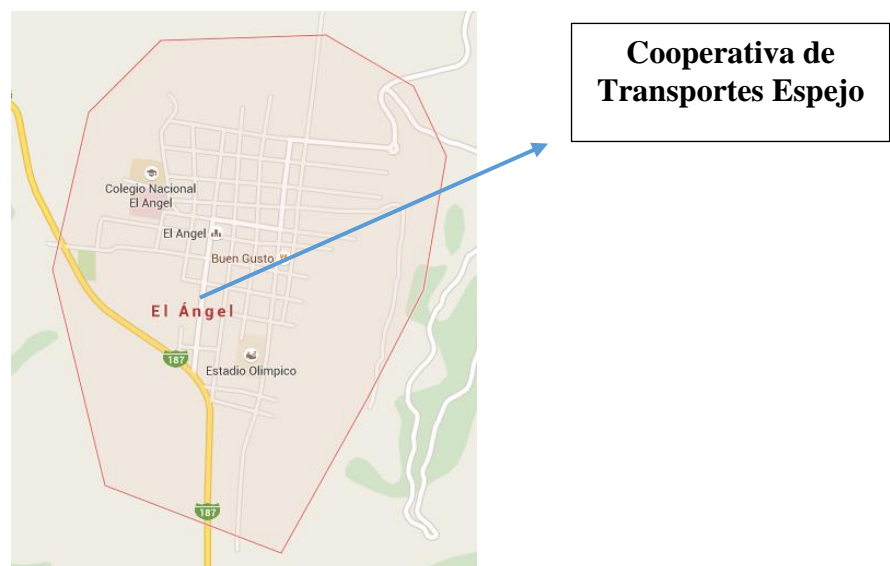 Cooperativa de
Transportes Espejo
Colegio Nacional
El Angel
El Angel
Buen Gusto
El Ángel
187
Estadio Olimpico
187